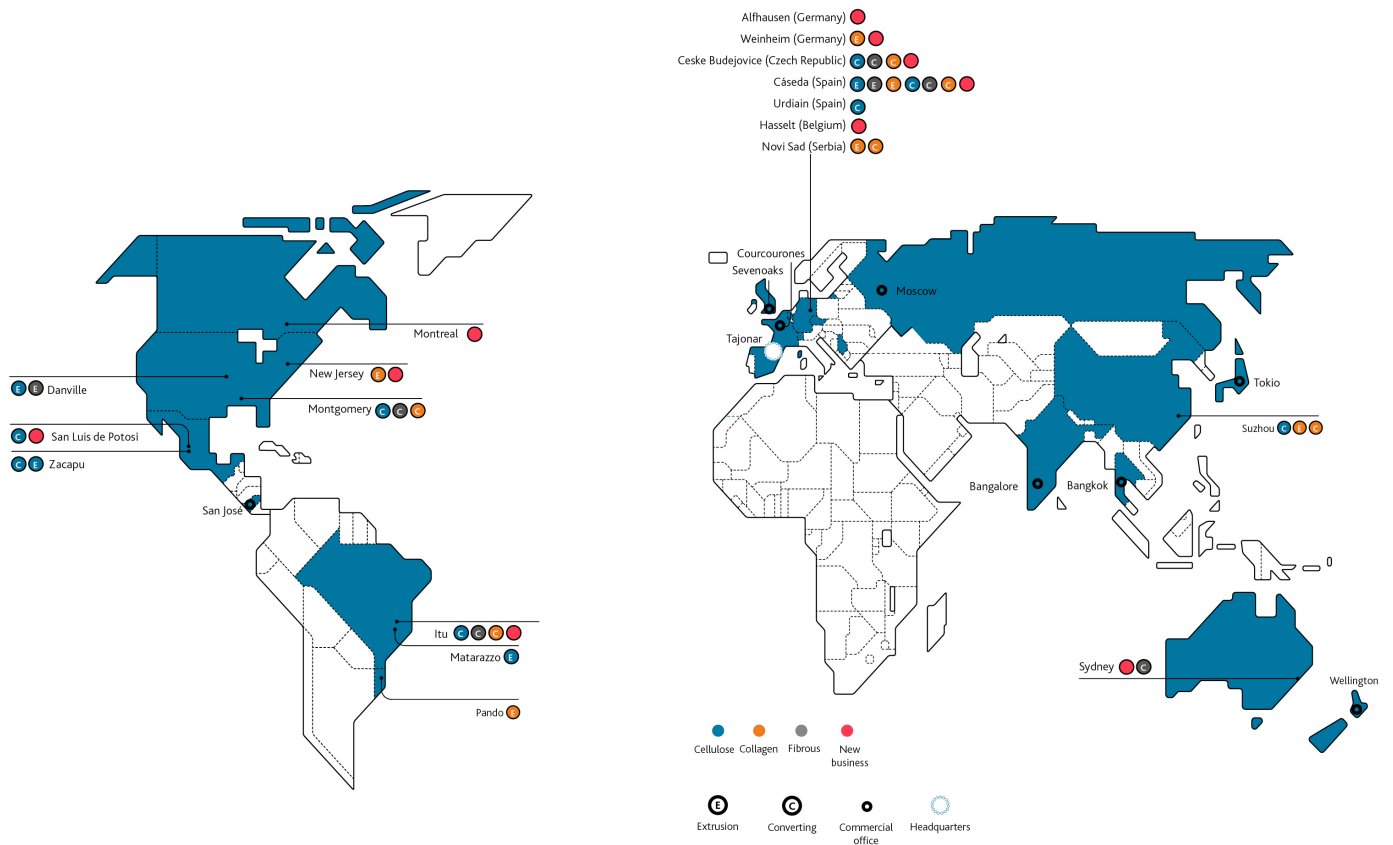 Alfhausen (Germany)
Weinheim (Germany) E
Ceske Budejovice (Czech Republic) C C C
Cáseda (Spain) E E E C C C
Urdiain (Spain) C
Hasselt (Belgium)
Novi Sad (Serbia) E C
Courcourones
Sevenoaks
Moscow
Tajonar
Montreal
New Jersey E
E E Danville
Montgomery C C C
C San Luis de Potosí
C E Zacapu
San José
Tokio
Suzhou C E C
Bangalore
Bangkok
Itu C C C
Matarazzo E
Pando E
Sydney C
Wellington
Cellulose
Collagen
Fibrous
New
business
E
C
Extrusion
Converting
Commercial
office
Headquarters